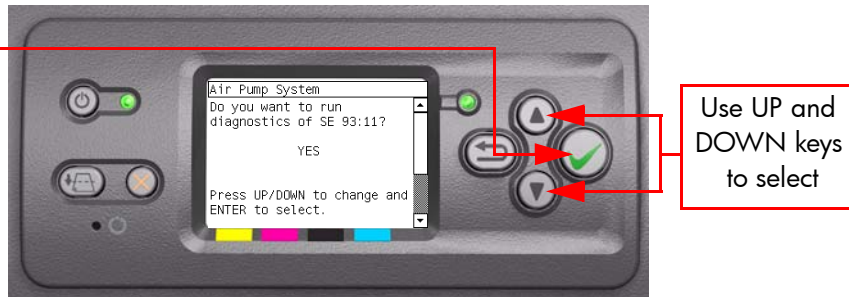 Air Pump System
Do you want to run
diagnostics of SE 93:11?
YES
Press UP/DOWN to change and
ENTER to select.
Use UP and
DOWN keys
to select